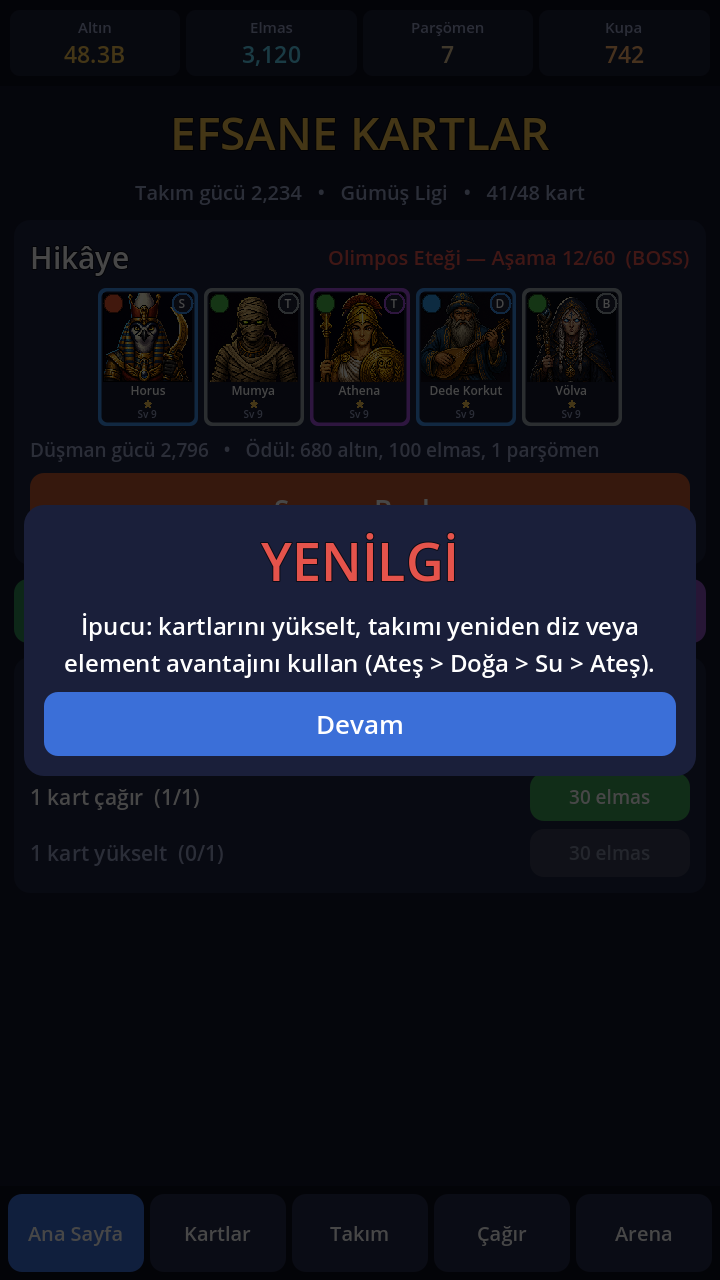 Altın
Elmas
Parşömen
Kupa
48.3B
3,120
7
742
EFSANE KARTLAR
Takım gücü 2,234 • Gümüş Ligi • 41/48 kart
Hikâye
Olimpos Eteği — Aşama 12/60 (BOSS)
S
T
T
D
B
Horus
Mumya
Athena
Dede Korkut
Völva
Sv 9
Sv 9
Sv 9
Sv 9
Sv 9
Düşman gücü 2,796 • Ödül: 680 altın, 100 elmas, 1 parşömen
YENİLGİ
İpucu: kartlarını yükselt, takımı yeniden diz veya
element avantajını kullan (Ateş > Doğa > Su > Ateş).
Devam
1 kart çağır (1/1)
30 elmas
1 kart yükselt (0/1)
30 elmas
Ana Sayfa
Kartlar
Takım
Çağır
Arena